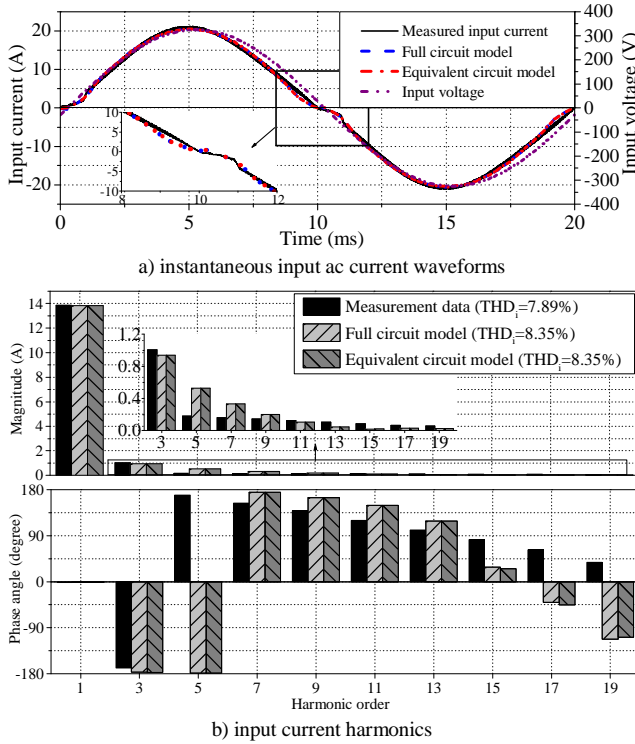 Input current (A)
20
10
0
-10
-20
Measured input current
Full circuit model
Equivalent circuit model
Input voltage
400
300
200
100
0
-100
-200
-300
-400
Input voltage (V)
10
5
0
-5
-10
8
10
12
0
5
10
15
20
Time (ms)
a) instantaneous input ac current waveforms
Magnitude (A)
14
12
10
8
6
4
2
0
Measurement data (THDi=7.89%)
Full circuit model (THDi=8.35%)
Equivalent circuit model (THDi=8.35%)
1.2
0.8
0.4
0.0
3 5 7 9 11 13 15 17 19
Phase angle (degree)
180
90
0
-90
-180
1 3 5 7 9 11 13 15 17 19
Harmonic order
b) input current harmonics